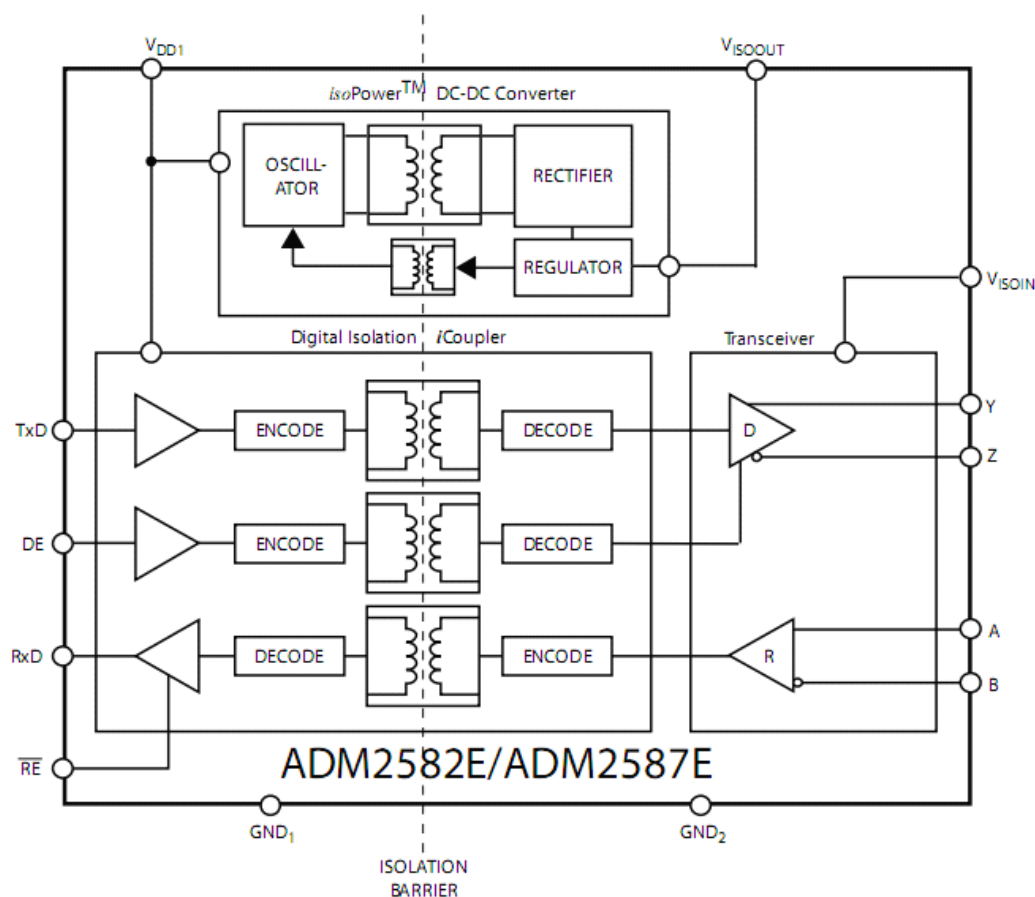 VDD1
VISOOUT
isoPower™ DC-DC Converter
OSCILL-
ATOR
RECTIFIER
REGULATOR
VISOIN
Digital Isolation iCoupler
Transceiver
TxD
ENCODE
DECODE
D
Y
Z
DE
ENCODE
DECODE
RxD
DECODE
ENCODE
R
A
B
RE
ADM2582E/ADM2587E
GND1
GND2
ISOLATION
BARRIER